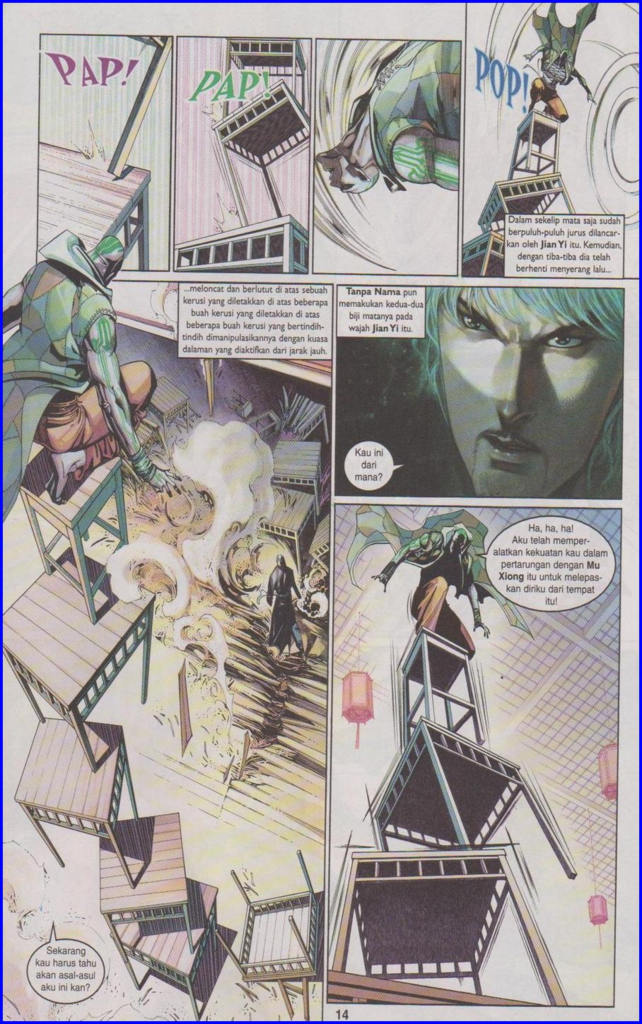 PAP!
PAP!
POP!
Dalam sekelip mata saja sudah
berpuluh-puluh jurus dilancar-
kan oleh Jian Yi itu. Kemudian,
dengan tiba-tiba dia telah
berhenti menyerang lalu...
...meloncat dan berlutut di atas sebuah
kerusi yang diletakkan di atas beberapa
buah kerusi yang diletakkan di atas
beberapa buah kerusi yang bertindih-
tindih dimanipulasikannya dengan kuasa
dalaman yang diaktifkan dari jarak jauh.
Tanpa Nama pun
memakukan kedua-dua
biji matanya pada
wajah Jian Yi itu.
Kau ini
dari
mana?
Ha, ha, ha!
Aku telah memper-
alatkan kekuatan kau dalam
pertarungan dengan Mu
Xiong itu untuk melepas-
kan diriku dari tempat
itu!
Sekarang
kau harus tahu
akan asal-asul
aku ini kan?
14